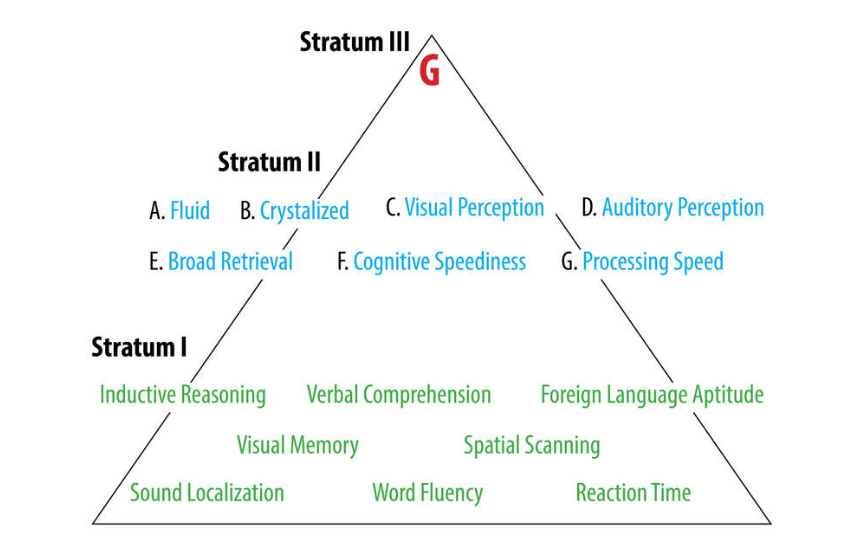 Stratum III
G
Stratum II
A. Fluid B. Crystalized C. Visual Perception D. Auditory Perception
E. Broad Retrieval F. Cognitive Speediness G. Processing Speed
Stratum I
Inductive Reasoning Verbal Comprehension Foreign Language Aptitude
Visual Memory Spatial Scanning
Sound Localization Word Fluency Reaction Time